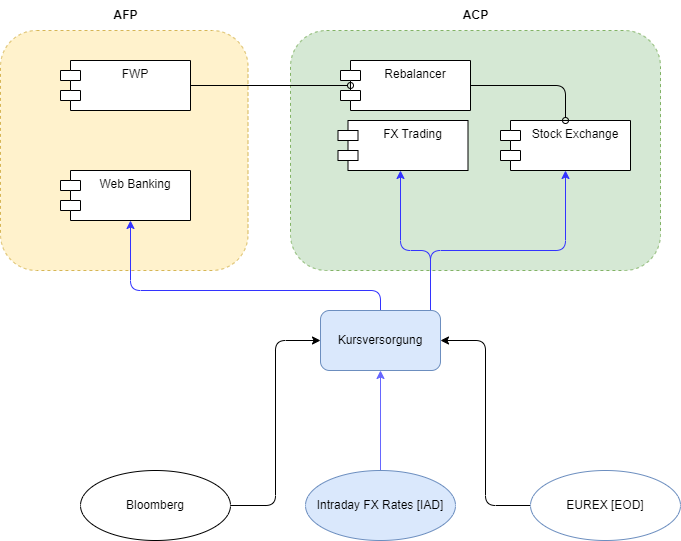 AFP
ACP
FWP
Rebalancer
FX Trading
Stock Exchange
Web Banking
Kursversorgung
Bloomberg
Intraday FX Rates [IAD]
EUREX [EOD]